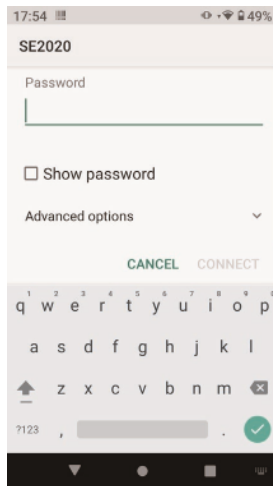 17:54 49%
SE2020
Password
Show password
Advanced options
CANCEL CONNECT
1 2 3 4 5 6 7 8 9 0
q w e r t y u i o p
a s d f g h j k l
z x c v b n m
?123 , .